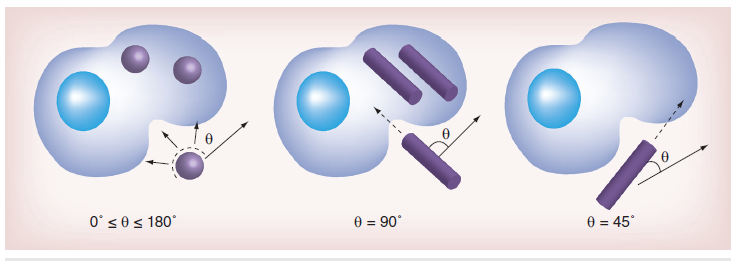 θ
θ
θ
0° ≤ θ ≤ 180°
θ = 90°
θ = 45°